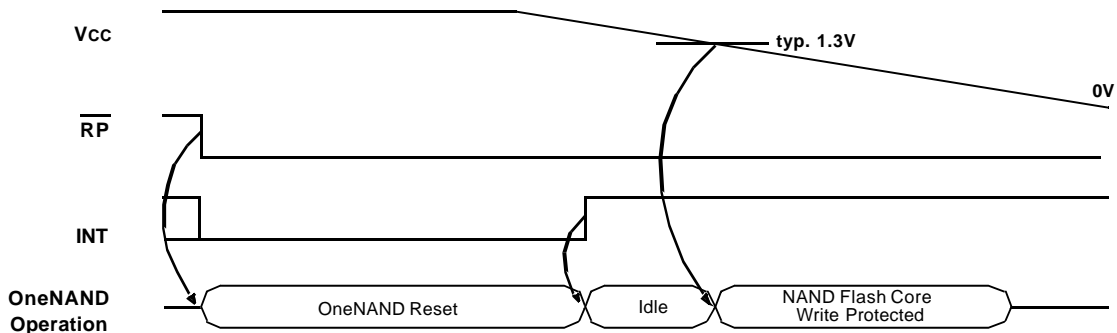 Vcc
typ. 1.3V
0V
RP
INT
OneNAND
Operation
OneNAND Reset
Idle
NAND Flash Core
Write Protected